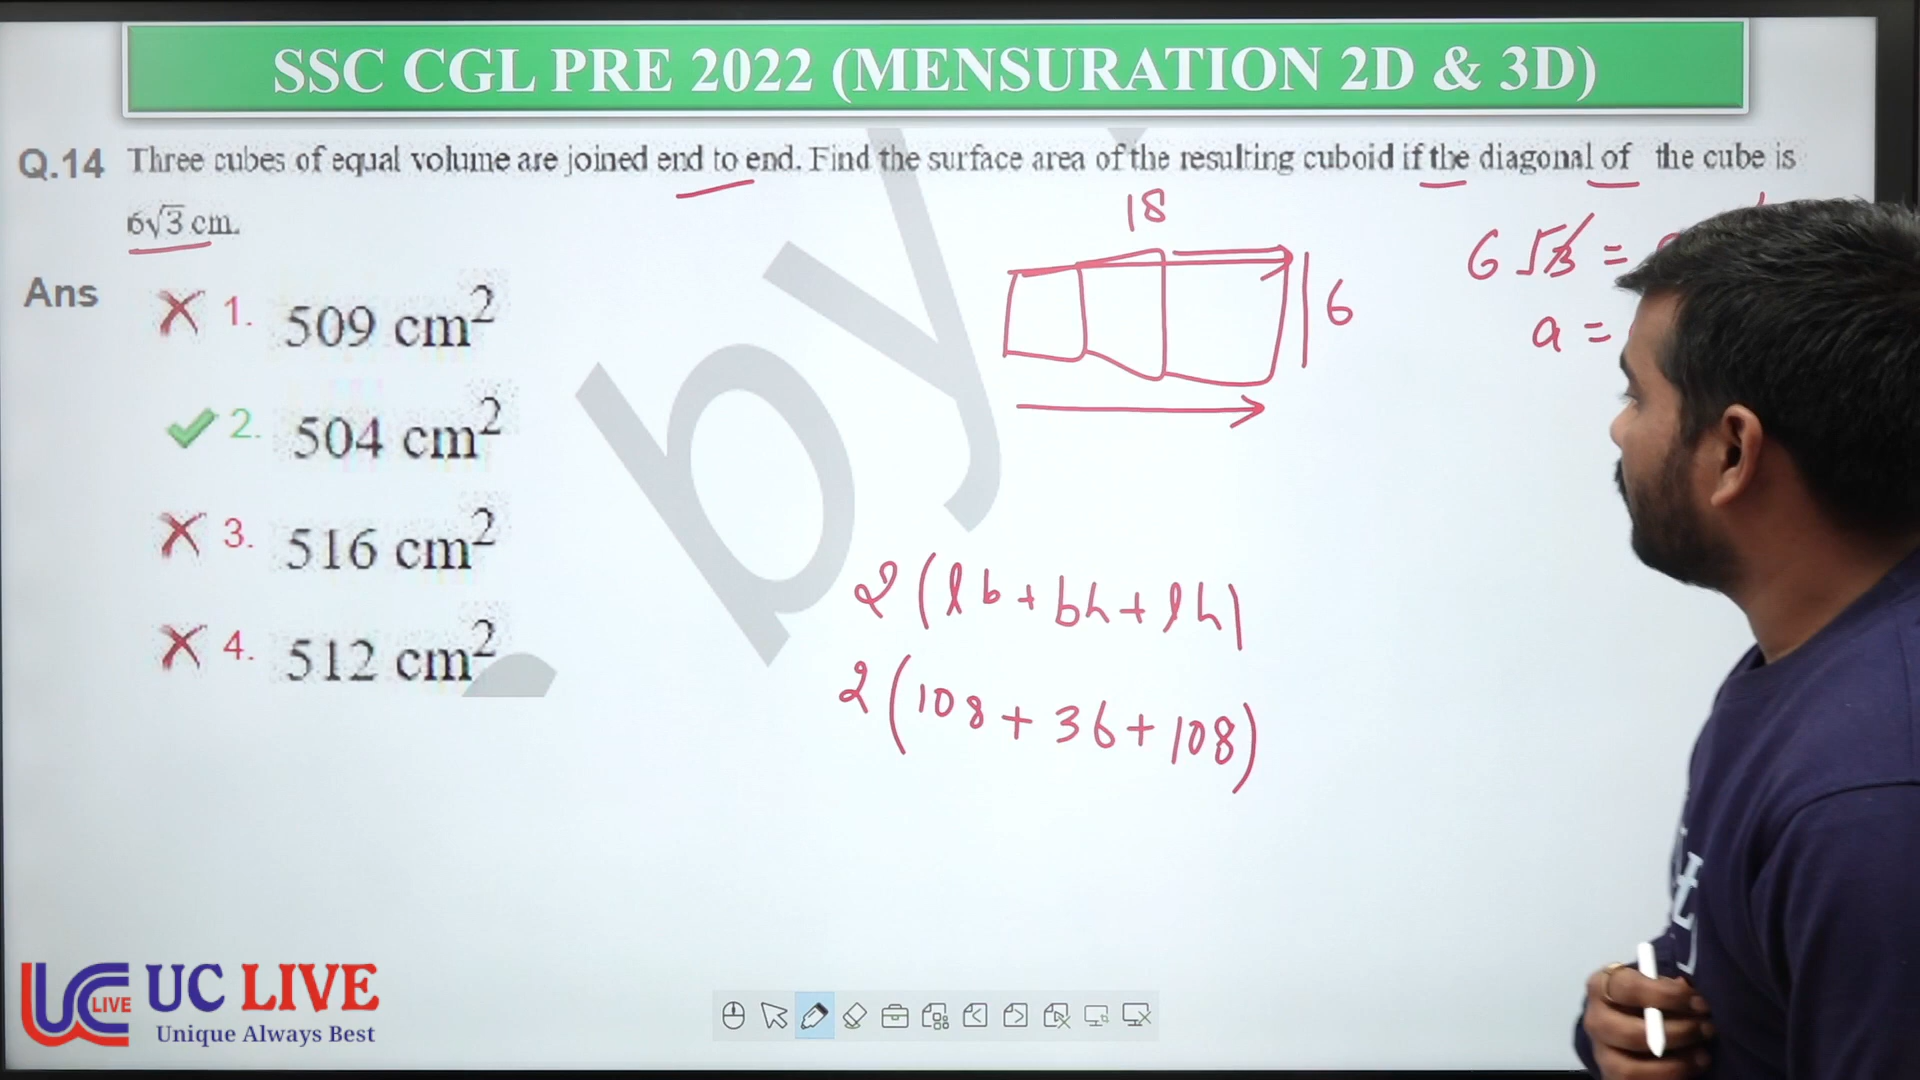 SSC CGL PRE 2022 (MENSURATION 2D & 3D)
Q.14 Three cubes of equal volume are joined end to end. Find the surface area of the resulting cuboid if the diagonal of the cube is
6√3 cm.
Ans
1. 509 cm²
2. 504 cm²
3. 516 cm²
4. 512 cm²
18
6
6√3 =
a =
2(lb+bh+lh)
2(108+36+108)
by
LIVE
UC LIVE
Unique Always Best